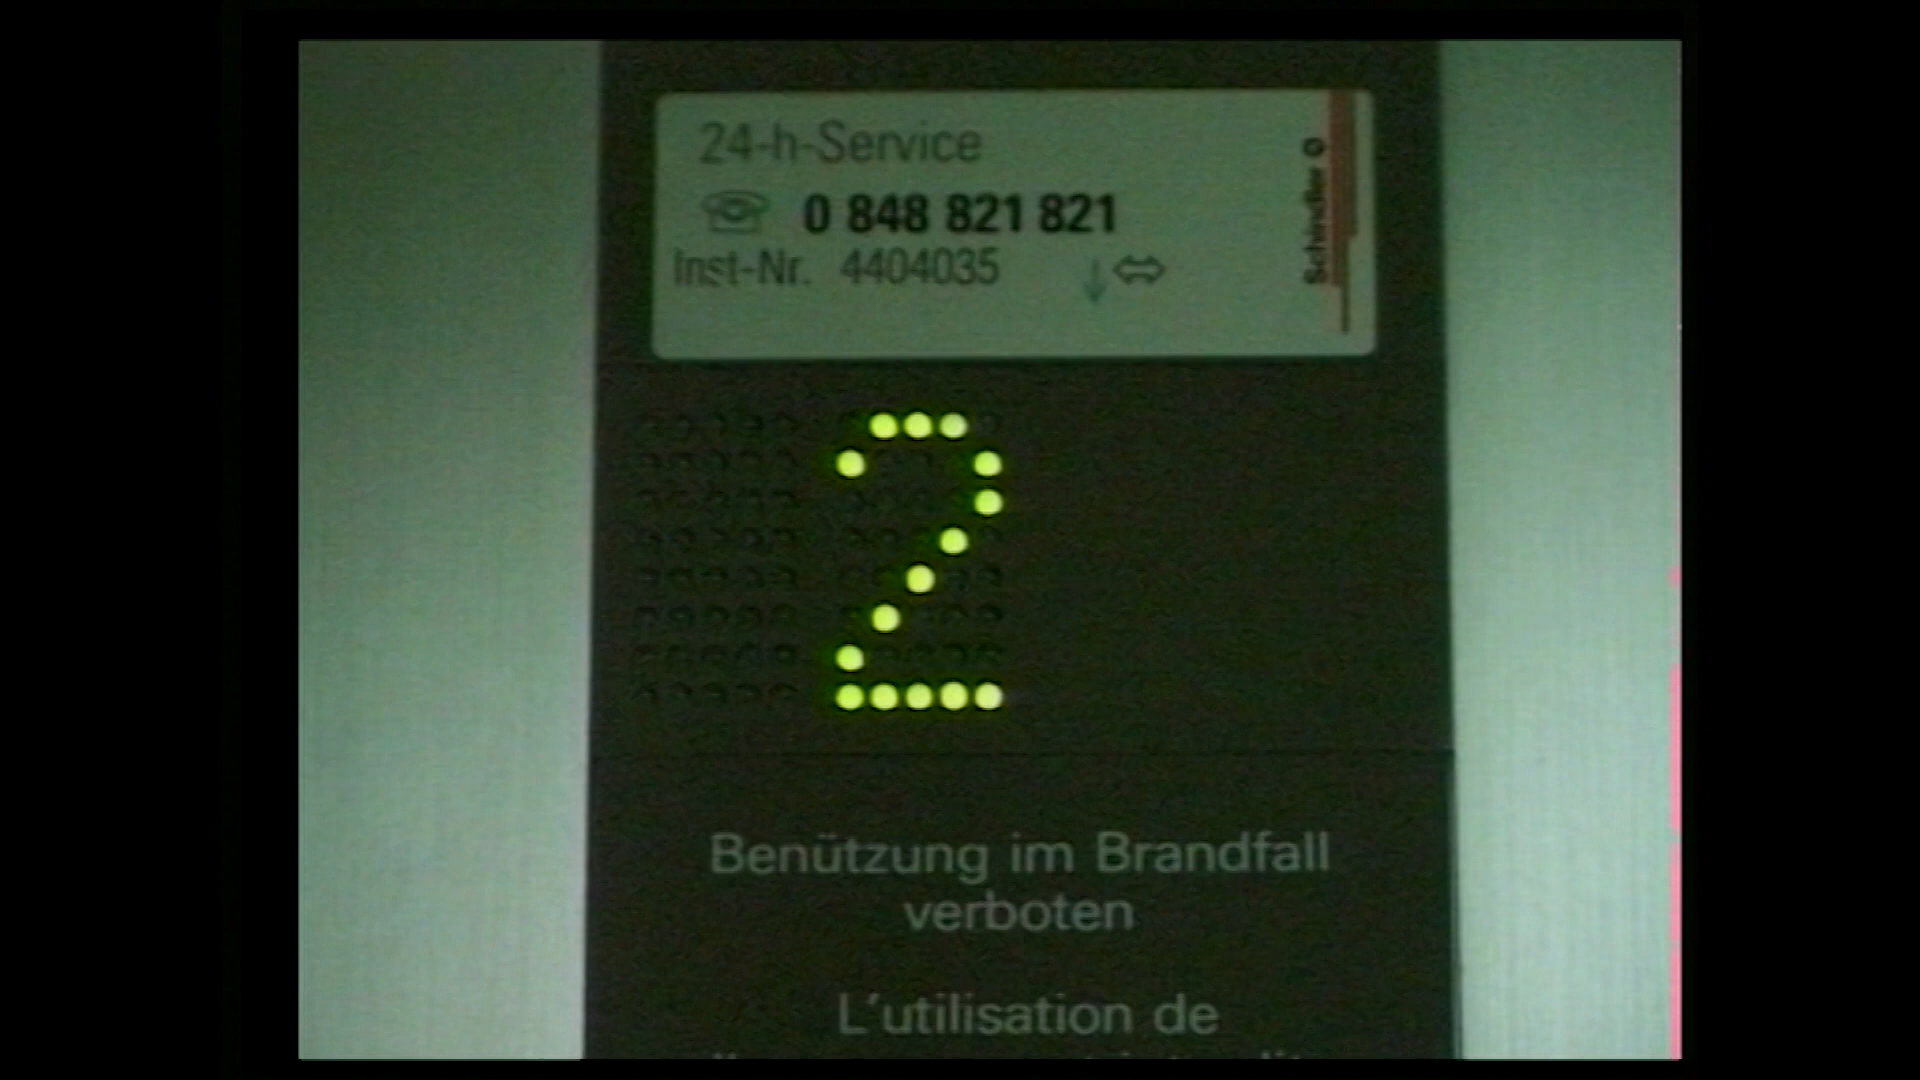 24-h-Service
0 848 821 821
Inst-Nr. 4404035
Schindler
2
Benützung im Brandfall
verboten
L'utilisation de